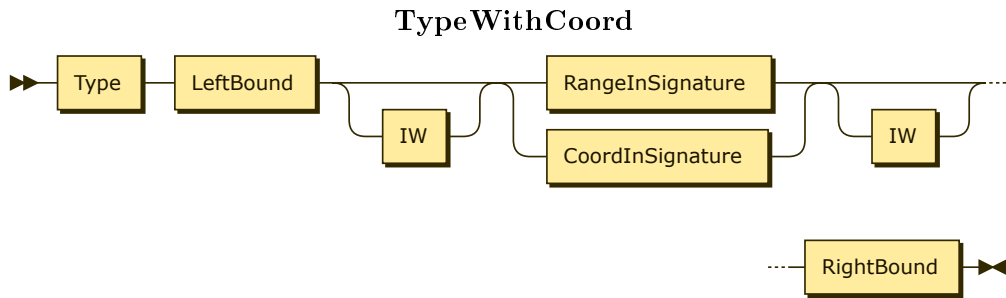 TypeWithCoord
Type LeftBound RangeInSignature
IW CoordInSignature IW
RightBound